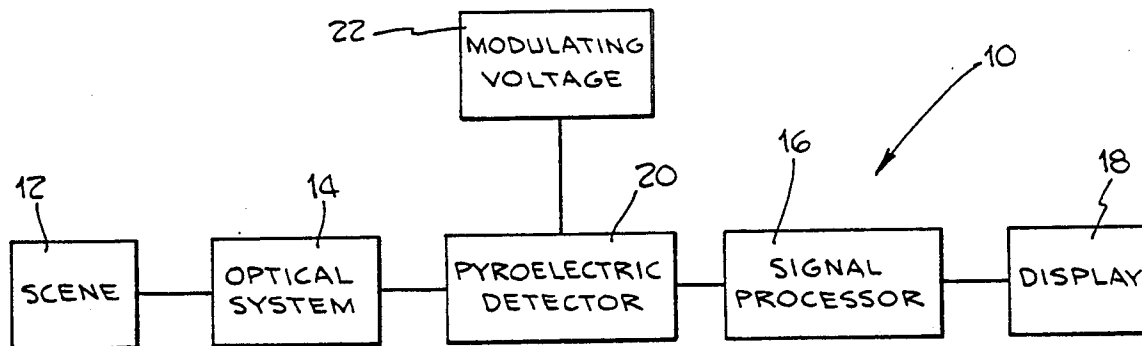 22
MODULATING
VOLTAGE
10
12
14
20
16
18
SCENE
OPTICAL
SYSTEM
PYROELECTRIC
DETECTOR
SIGNAL
PROCESSOR
DISPLAY